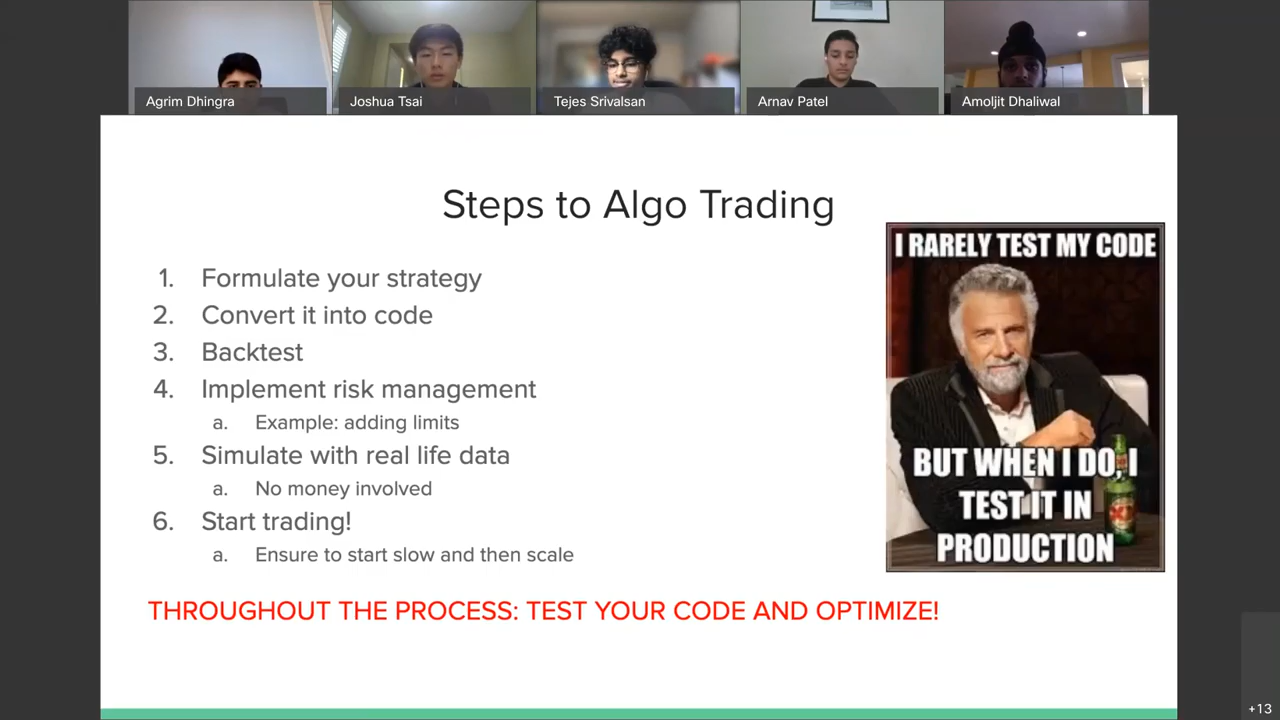 Agrim Dhingra
Joshua Tsai
Tejes Srivalsan
Arnav Patel
Amoljit Dhaliwal
Steps to Algo Trading
1. Formulate your strategy
2. Convert it into code
3. Backtest
4. Implement risk management
a. Example: adding limits
5. Simulate with real life data
a. No money involved
6. Start trading!
a. Ensure to start slow and then scale
THROUGHOUT THE PROCESS: TEST YOUR CODE AND OPTIMIZE!
I RARELY TEST MY CODE
BUT WHEN I DO, I
TEST IT IN
PRODUCTION
+13